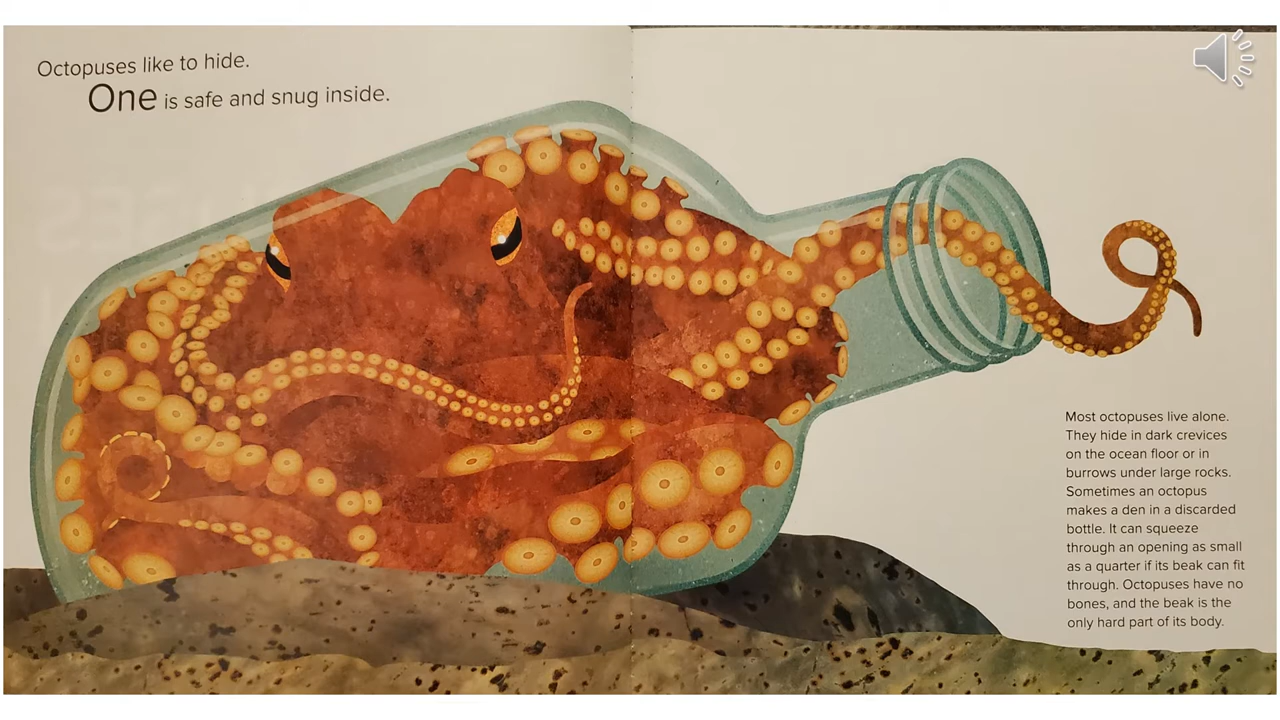 Octopuses like to hide.
One is safe and snug inside.
Most octopuses live alone.
They hide in dark crevices
on the ocean floor or in
burrows under large rocks.
Sometimes an octopus
makes a den in a discarded
bottle. It can squeeze
through an opening as small
as a quarter if its beak can fit
through. Octopuses have no
bones, and the beak is the
only hard part of its body.